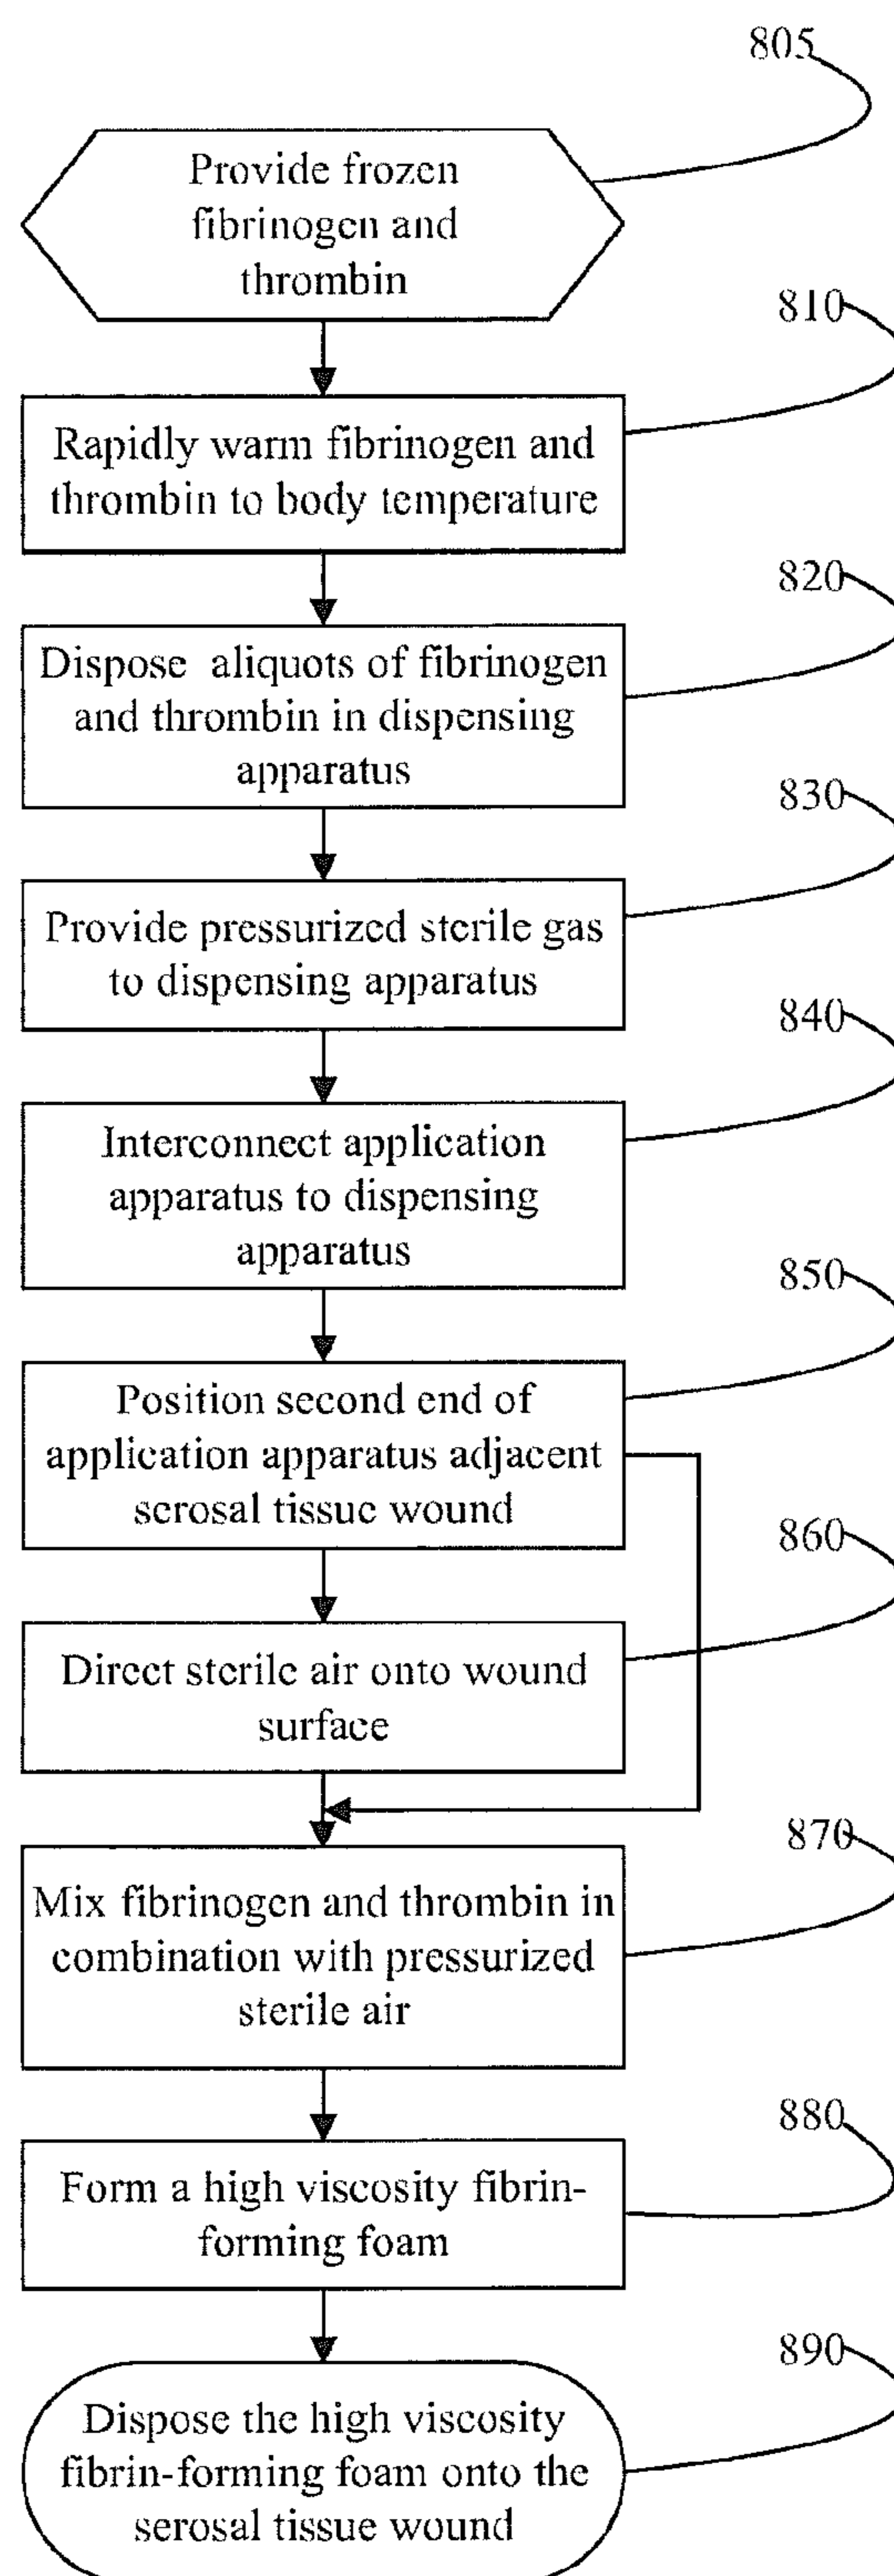 805
Provide frozen
fibrinogen and
thrombin
810
Rapidly warm fibrinogen and
thrombin to body temperature
820
Dispose aliquots of fibrinogen
and thrombin in dispensing
apparatus
830
Provide pressurized sterile gas
to dispensing apparatus
840
Interconnect application
apparatus to dispensing
apparatus
850
Position second end of
application apparatus adjacent
serosal tissue wound
860
Direct sterile air onto wound
surface
870
Mix fibrinogen and thrombin in
combination with pressurized
sterile air
880
Form a high viscosity fibrin-
forming foam
890
Dispose the high viscosity
fibrin-forming foam onto the
serosal tissue wound